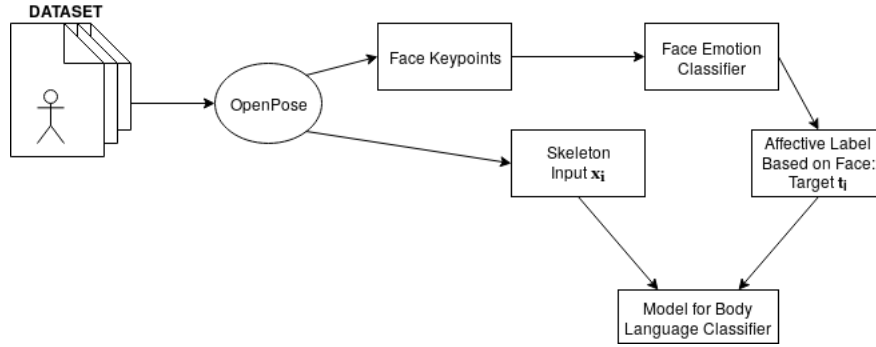 DATASET
OpenPose
Face Keypoints
Face Emotion
Classifier
Skeleton
Input xi
Affective Label
Based on Face:
Target ti
Model for Body
Language Classifier